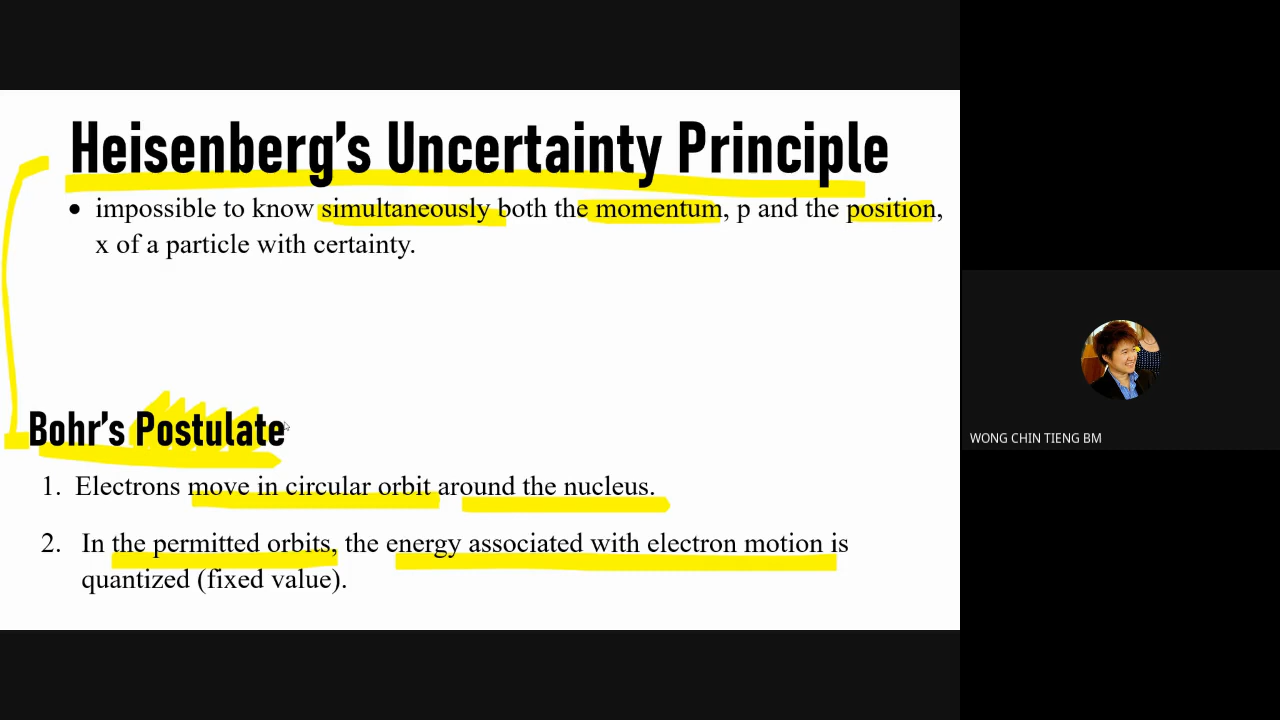 Heisenberg's Uncertainty Principle
• impossible to know simultaneously both the momentum, p and the position,
x of a particle with certainty.
Bohr's Postulate
1. Electrons move in circular orbit around the nucleus.
2. In the permitted orbits, the energy associated with electron motion is
quantized (fixed value).
WONG CHIN TIENG BM